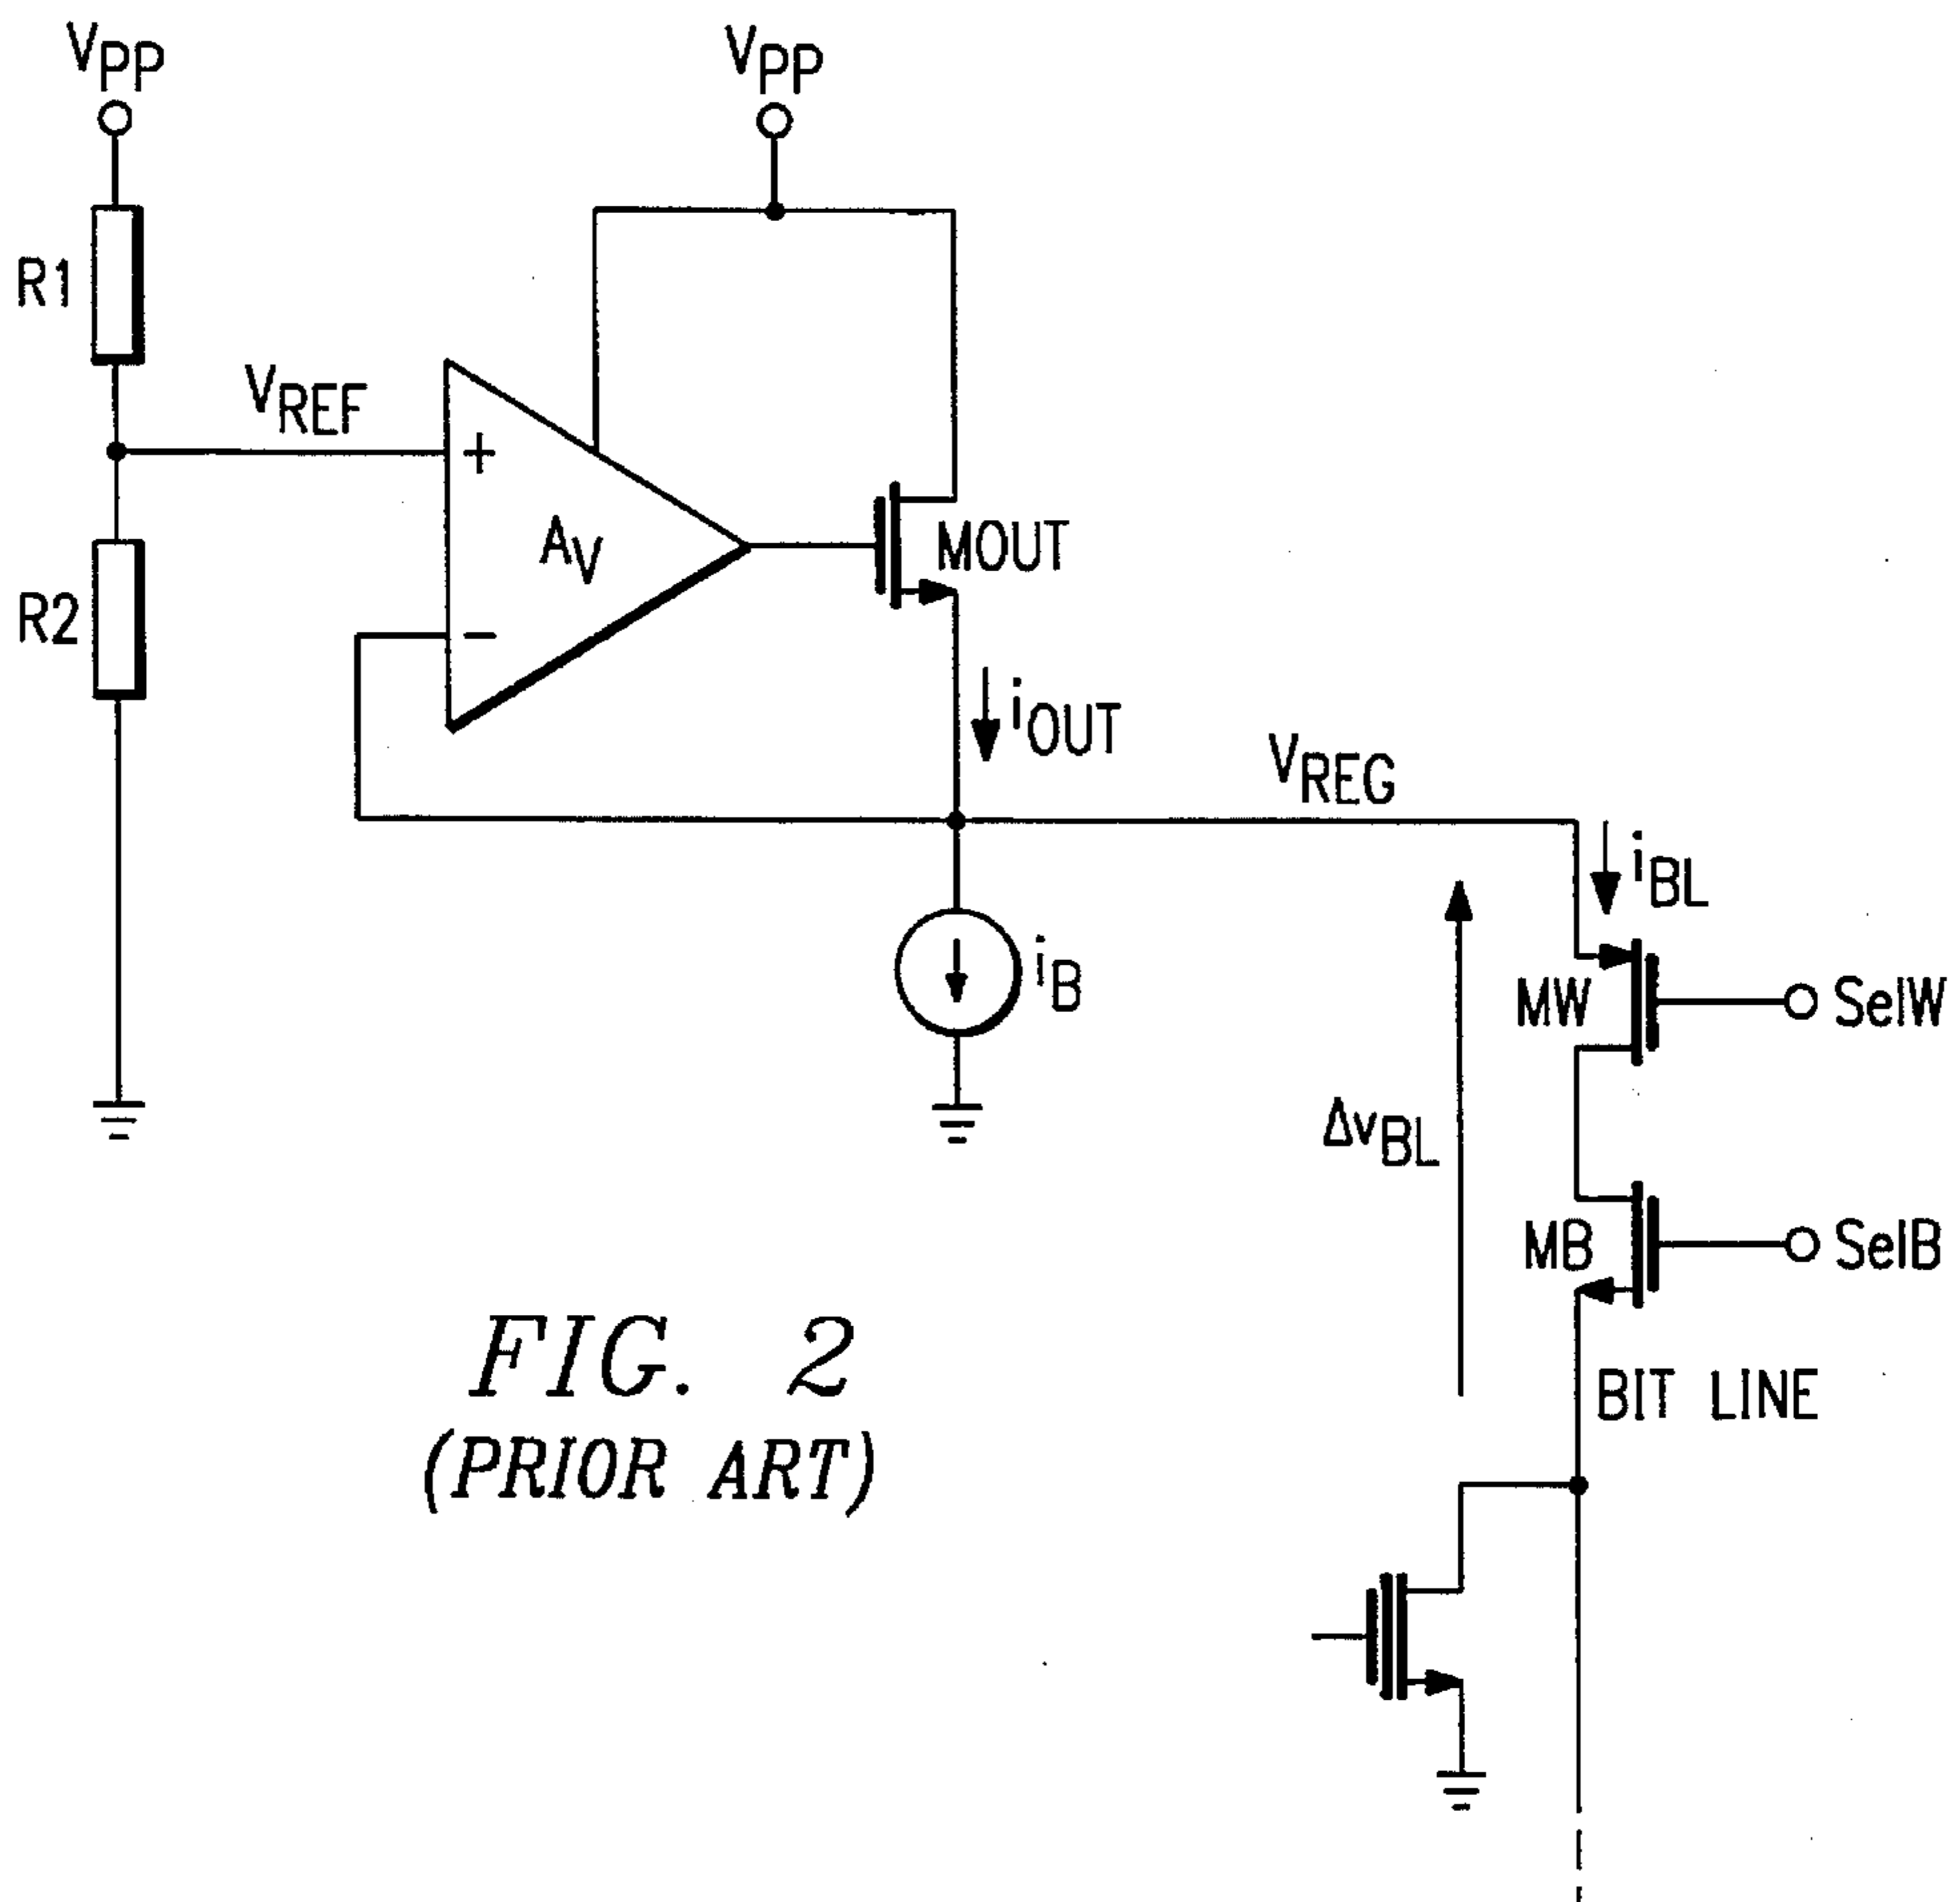 VPP
VPP
R1
VREF
+
AV
MOUT
R2
−
iOUT
VREG
iBL
iB
MW
SelW
ΔvBL
MB
SelB
FIG. 2
BIT LINE
(PRIOR ART)